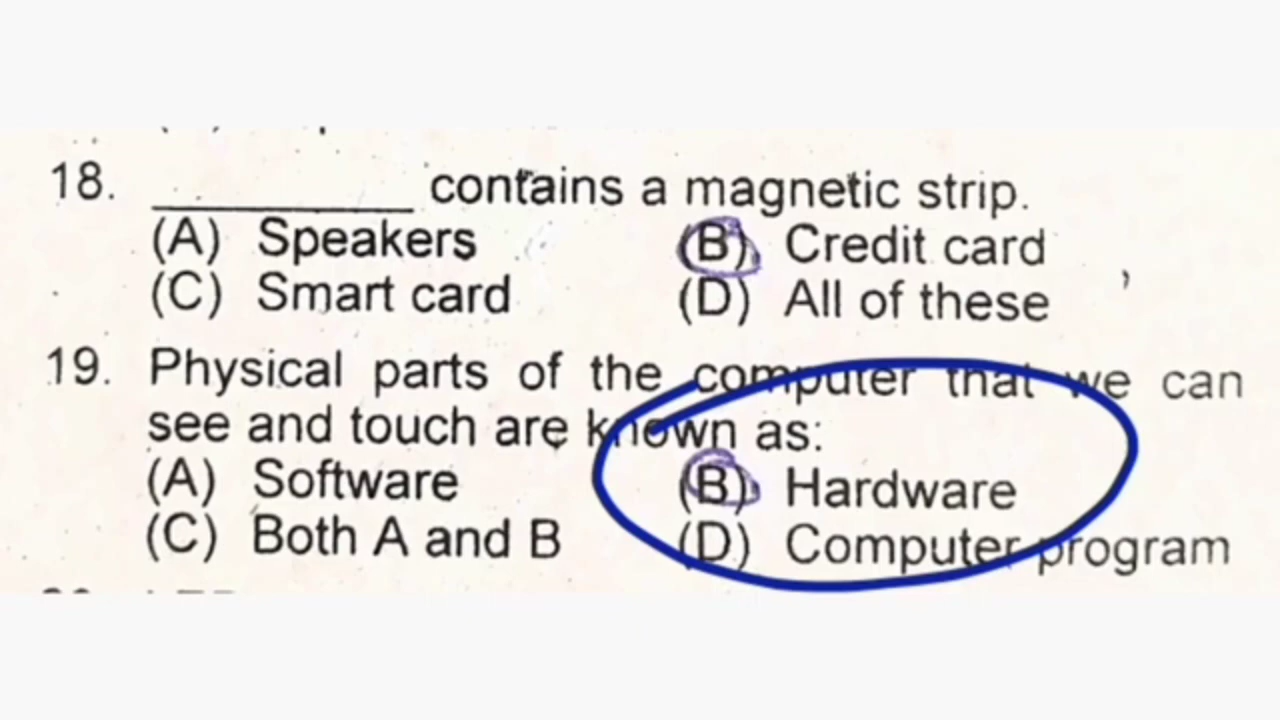 18. __________ contains a magnetic strip.
(A) Speakers (B) Credit card
(C) Smart card (D) All of these
19. Physical parts of the computer that we can
see and touch are known as:
(A) Software (B) Hardware
(C) Both A and B (D) Computer program